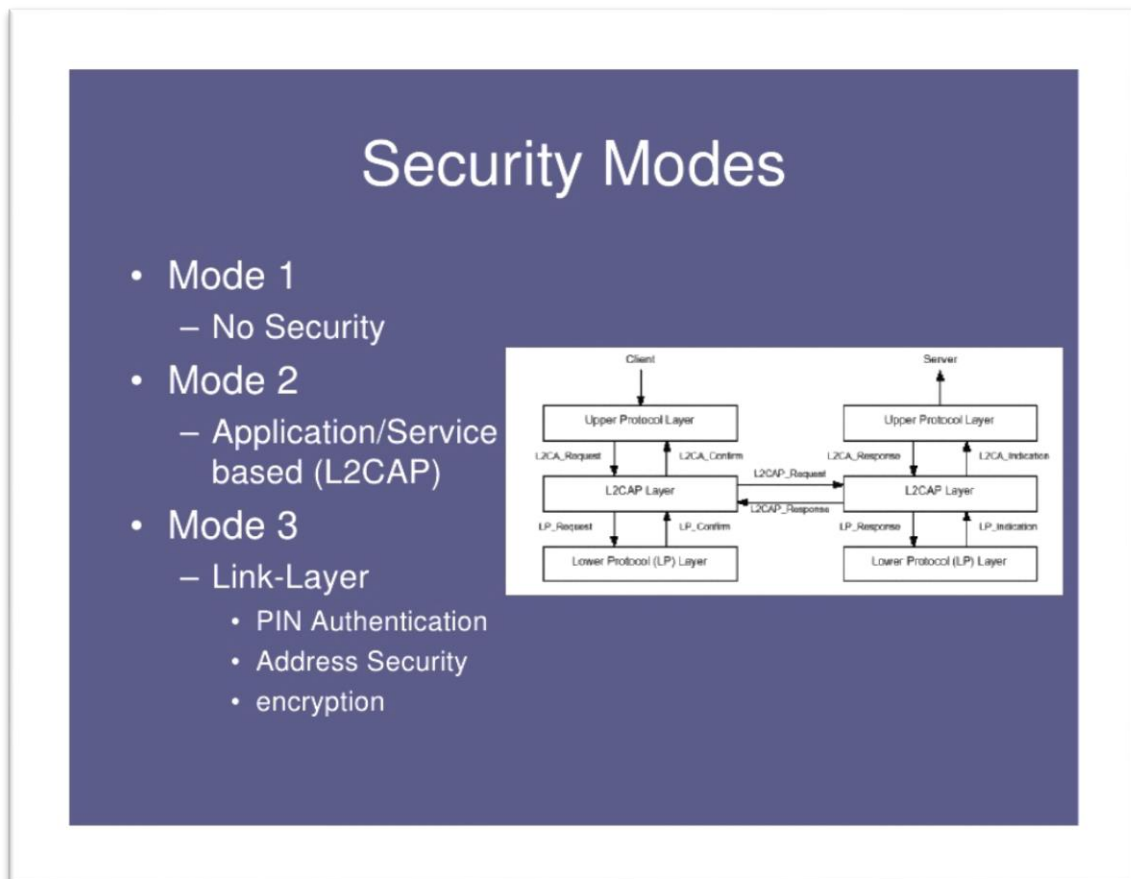 Security Modes
• Mode 1
– No Security
• Mode 2
– Application/Service
based (L2CAP)
• Mode 3
– Link-Layer
• PIN Authentication
• Address Security
• encryption
Client
Server
Upper Protocol Layer
Upper Protocol Layer
L2CA_Request
L2CA_Confirm
L2CA_Response
L2CA_Indication
L2CAP_Request
L2CAP Layer
L2CAP Layer
L2CAP_Response
LP_Request
LP_Confirm
LP_Response
LP_Indication
Lower Protocol (LP) Layer
Lower Protocol (LP) Layer